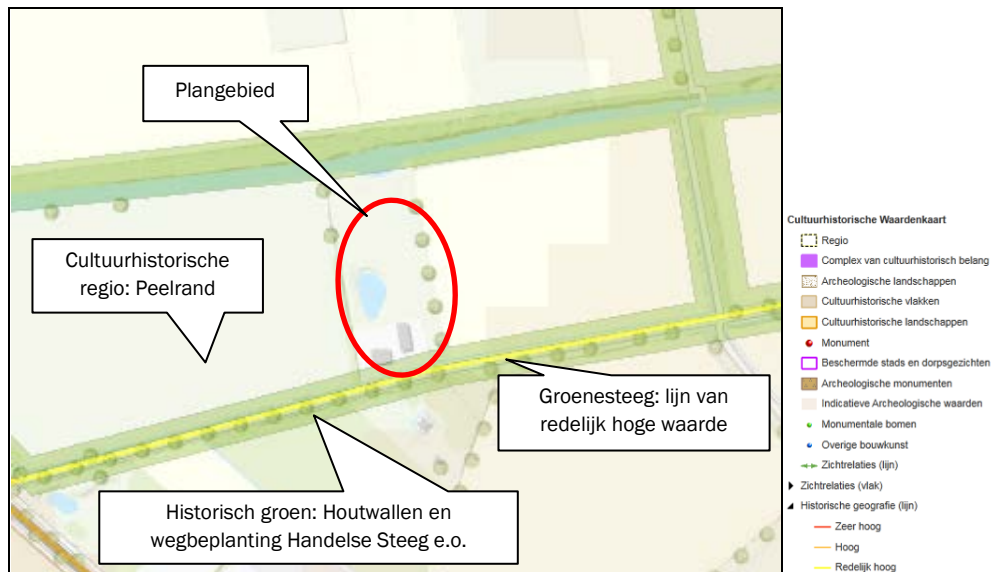 Plangebied
Cultuurhistorische
regio: Peelrand
Groenesteeg: lijn van
redelijk hoge waarde
Historisch groen: Houtwallen en
wegbeplanting Handelse Steeg e.o.
Cultuurhistorische Waardenkaart
Regio
Complex van cultuurhistorisch belang
Archeologische landschappen
Cultuurhistorische vlakken
Cultuurhistorische landschappen
Monument
Beschermde stads en dorpsgezichten
Archeologische monumenten
Indicatieve Archeologische waarden
Monumentale bomen
Overige bouwkunst
Zichtrelaties (lijn)
Zichtrelaties (vlak)
Historische geografie (lijn)
Zeer hoog
Hoog
Redelijk hoog